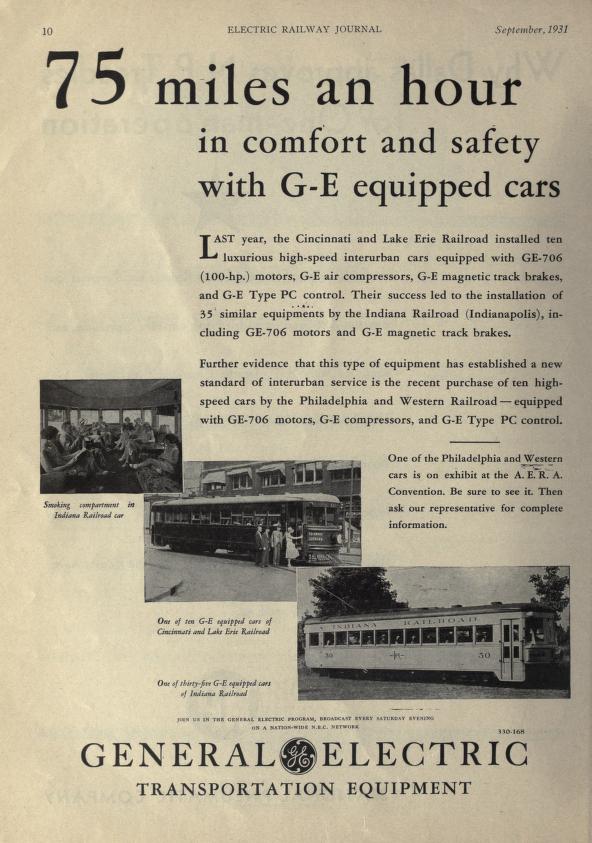 10
ELECTRIC RAILWAY JOURNAL
September, 1931
75 miles an hour
in comfort and safety
with G-E equipped cars
LAST year, the Cincinnati and Lake Erie Railroad installed ten
luxurious high-speed interurban cars equipped with GE-706
(100-hp.) motors, G-E air compressors, G-E magnetic track brakes,
and G-E Type PC control. Their success led to the installation of
35 similar equipments by the Indiana Railroad (Indianapolis), in-
cluding GE-706 motors and G-E magnetic track brakes.
Further evidence that this type of equipment has established a new
standard of interurban service is the recent purchase of ten high-
speed cars by the Philadelphia and Western Railroad — equipped
with GE-706 motors, G-E compressors, and G-E Type PC control.
One of the Philadelphia and Western
cars is on exhibit at the A. E. R. A.
Convention. Be sure to see it. Then
ask our representative for complete
information.
Smoking compartment in
Indiana Railroad car
One of ten G-E equipped cars of
Cincinnati and Lake Erie Railroad
INDIANA RAILROAD
50 50
One of thirty-five G-E equipped cars
of Indiana Railroad
JOIN US IN THE GENERAL ELECTRIC PROGRAM, BROADCAST EVERY SATURDAY EVENING
ON A NATION-WIDE N.B.C. NETWORK
330-168
GENERAL GE ELECTRIC
TRANSPORTATION EQUIPMENT